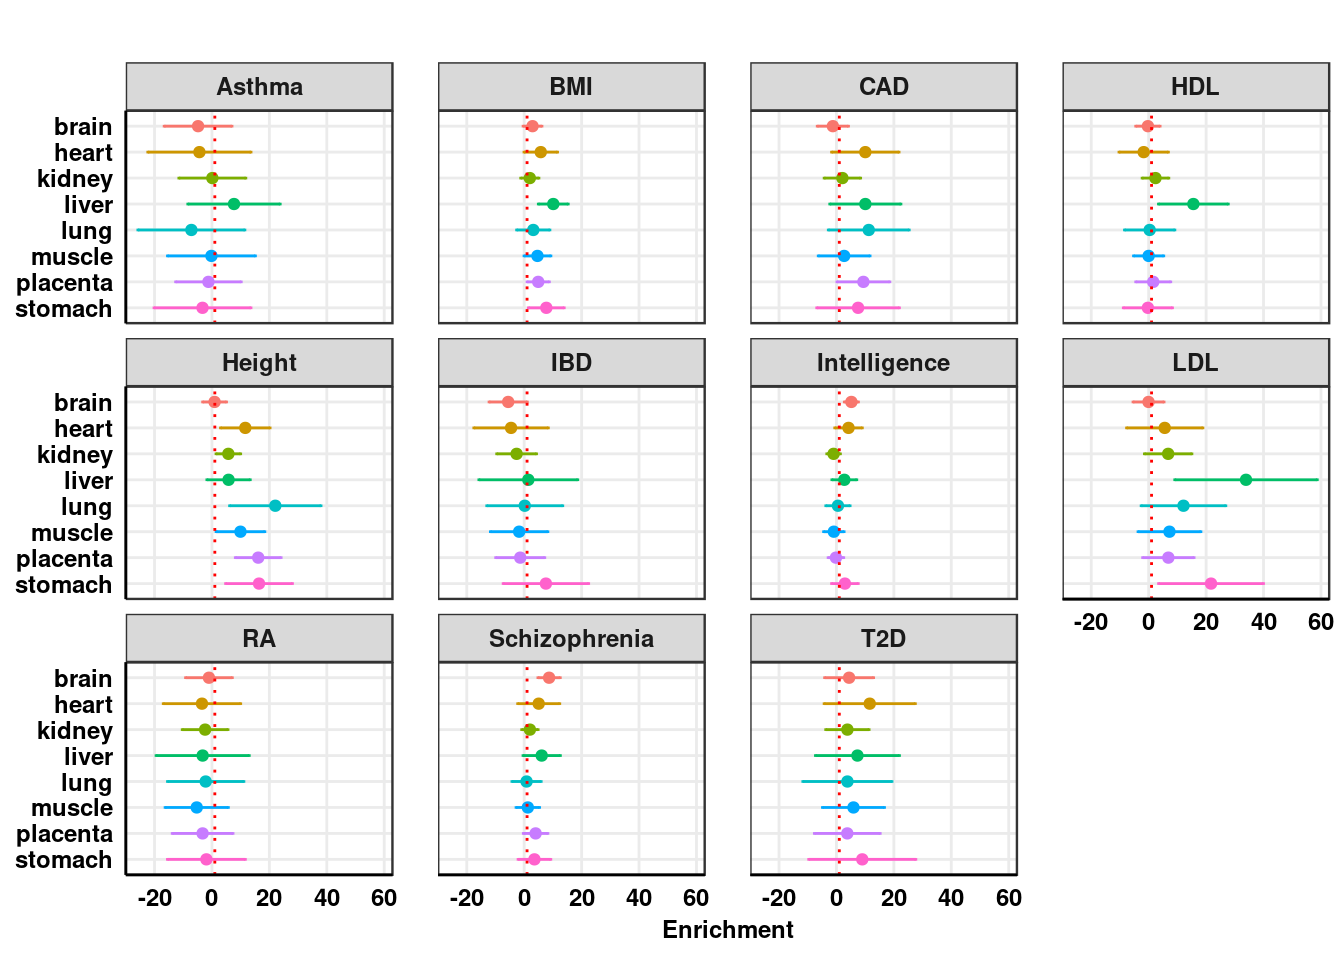 Asthma BMI CAD HDL
brain
heart
kidney
liver
lung
muscle
placenta
stomach
Height IBD Intelligence LDL
brain
heart
kidney
liver
lung
muscle
placenta
stomach
-20 0 20 40 60
RA Schizophrenia T2D
brain
heart
kidney
liver
lung
muscle
placenta
stomach
-20 0 20 40 60 -20 0 20 40 60 -20 0 20 40 60
Enrichment